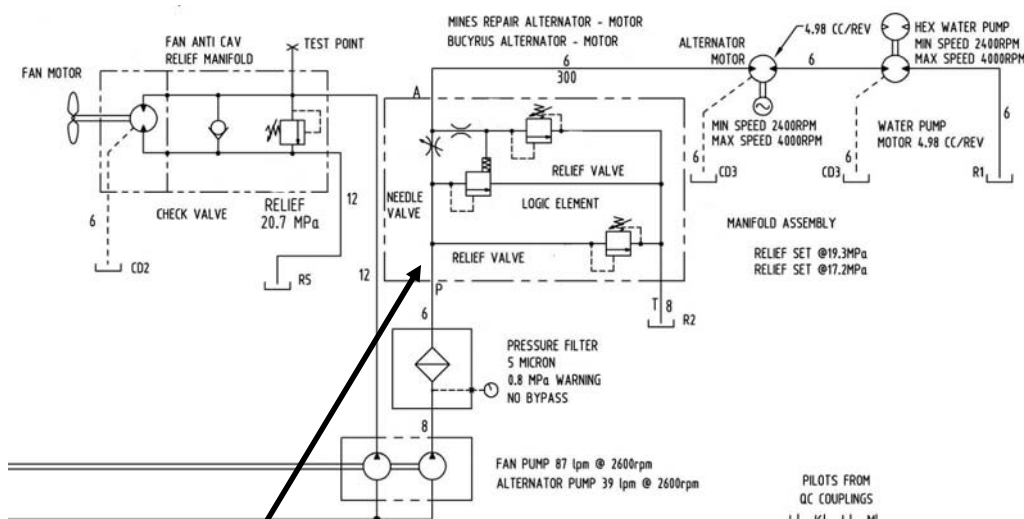 MINES REPAIR ALTERNATOR - MOTOR
BUCYRUS ALTERNATOR - MOTOR
4.98 CC/REV
HEX WATER PUMP
MIN SPEED 2400RPM
MAX SPEED 4000RPM
FAN ANTI CAV
RELIEF MANIFOLD
TEST POINT
ALTERNATOR
MOTOR
FAN MOTOR
6
300
6
A
MIN SPEED 2400RPM
MAX SPEED 4000RPM
WATER PUMP
MOTOR 4.98 CC/REV
6
6
6
CD3
CD3
R1
RELIEF VALVE
NEEDLE
VALVE
LOGIC ELEMENT
RELIEF
20.7 MPa
CHECK VALVE
12
6
MANIFOLD ASSEMBLY
RELIEF SET @19.3MPa
RELIEF SET @17.2MPa
RELIEF VALVE
CD2
R5
12
P
T
8
R2
6
PRESSURE FILTER
5 MICRON
0.8 MPa WARNING
NO BYPASS
8
FAN PUMP 87 lpm @ 2600rpm
ALTERNATOR PUMP 39 lpm @ 2600rpm
PILOTS FROM
QC COUPLINGS